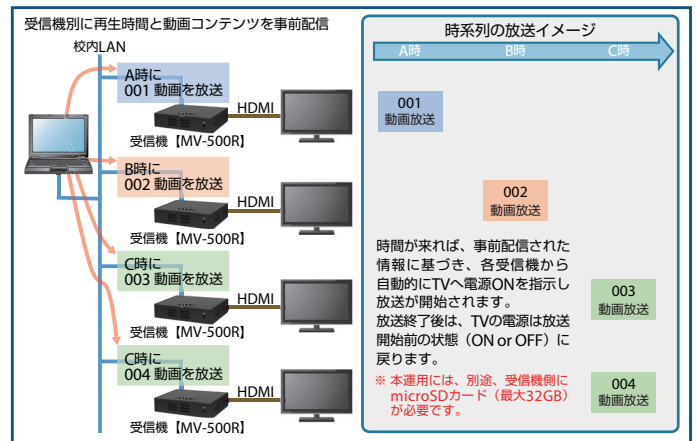 受信機別に再生時間と動画コンテンツを事前配信
校内LAN
A時に
001 動画を放送
HDMI
受信機【MV-500R】
B時に
002 動画を放送
HDMI
受信機【MV-500R】
C時に
003 動画を放送
HDMI
受信機【MV-500R】
C時に
004 動画を放送
HDMI
受信機【MV-500R】
時系列の放送イメージ
A時 B時 C時
001
動画放送
002
動画放送
時間が来れば、事前配信された
情報に基づき、各受信機から
自動的にTVへ電源ONを指示し
放送が開始されます。
放送終了後は、TVの電源は放送
開始前の状態（ON or OFF）に
戻ります。
※ 本運用には、別途、受信機側に
microSDカード（最大32GB）
が必要です。
003
動画放送
004
動画放送